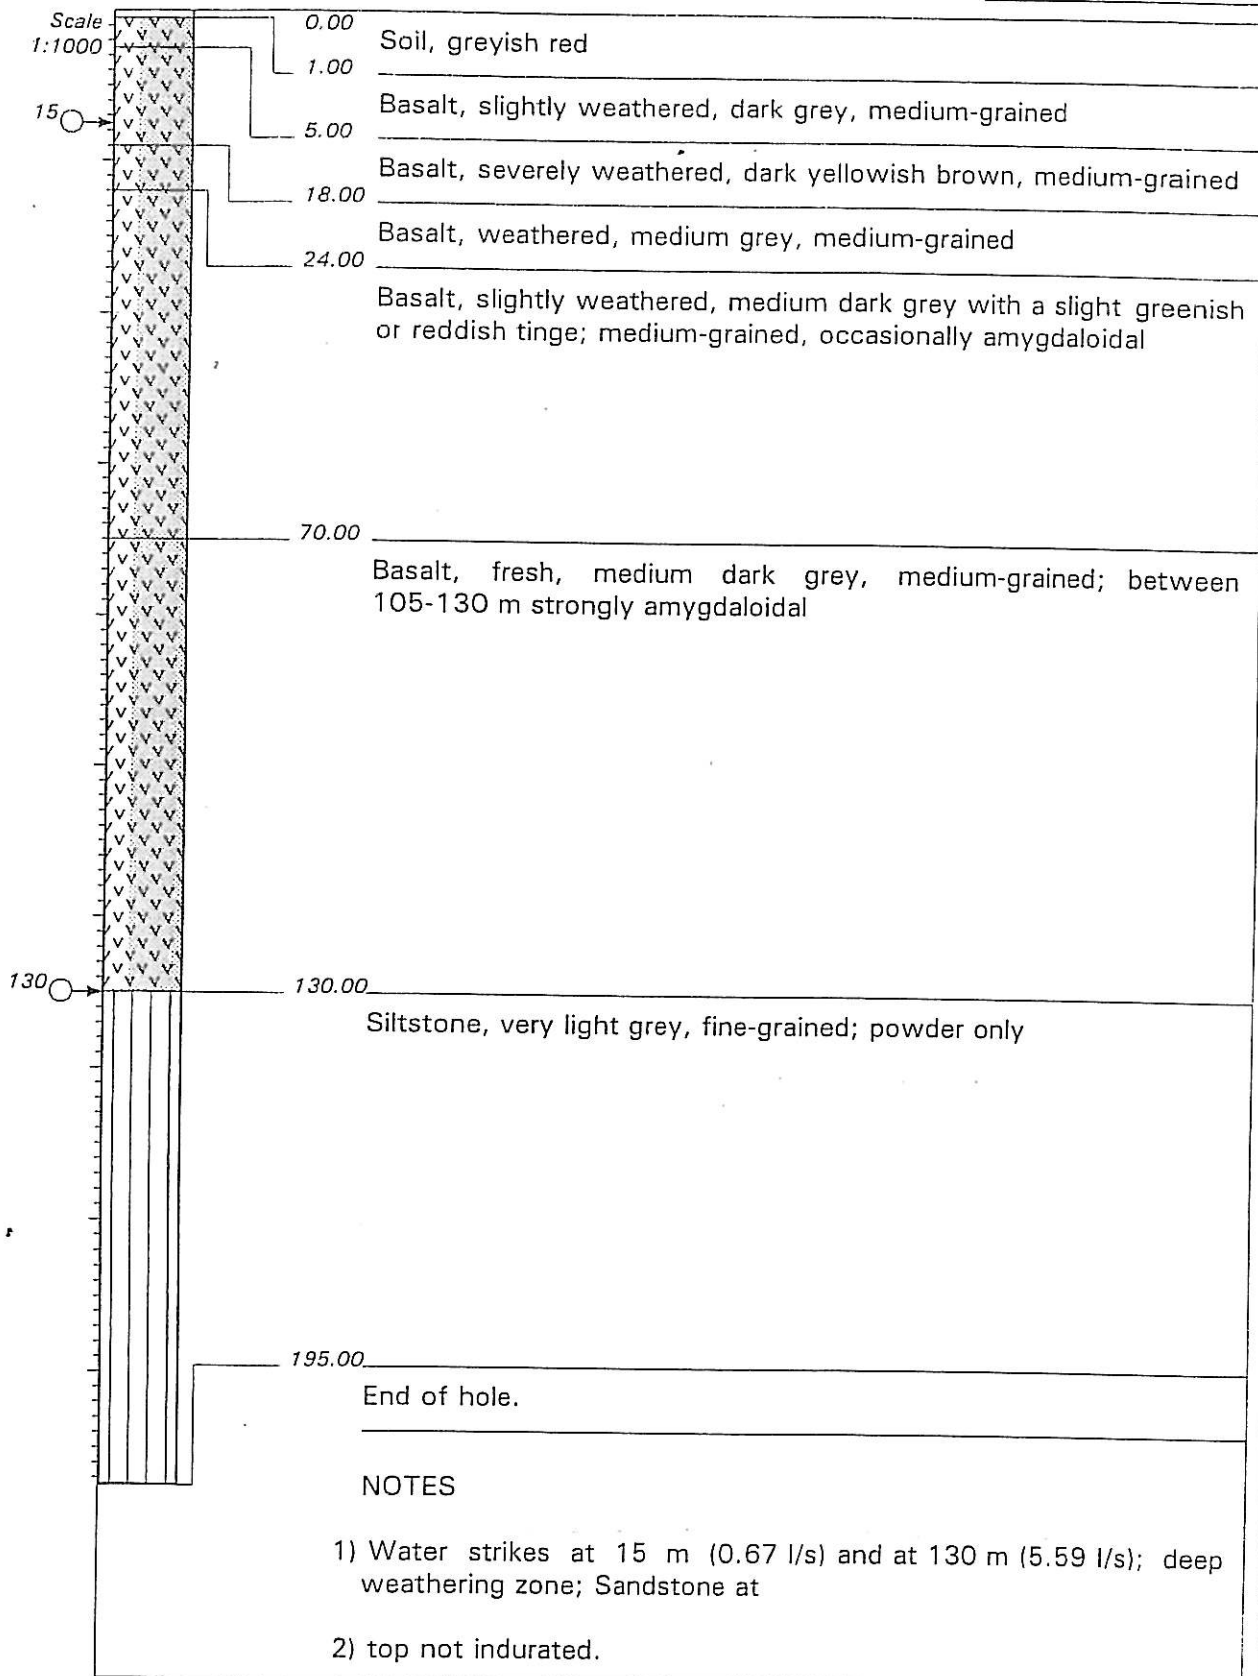 Scale
1:1000
0.00
Soil, greyish red
1.00
Basalt, slightly weathered, dark grey, medium-grained
15
5.00
Basalt, severely weathered, dark yellowish brown, medium-grained
18.00
Basalt, weathered, medium grey, medium-grained
24.00
Basalt, slightly weathered, medium dark grey with a slight greenish
or reddish tinge; medium-grained, occasionally amygdaloidal
70.00
Basalt, fresh, medium dark grey, medium-grained; between
105-130 m strongly amygdaloidal
130
130.00
Siltstone, very light grey, fine-grained; powder only
195.00
End of hole.
NOTES
1) Water strikes at 15 m (0.67 l/s) and at 130 m (5.59 l/s); deep
weathering zone; Sandstone at
2) top not indurated.